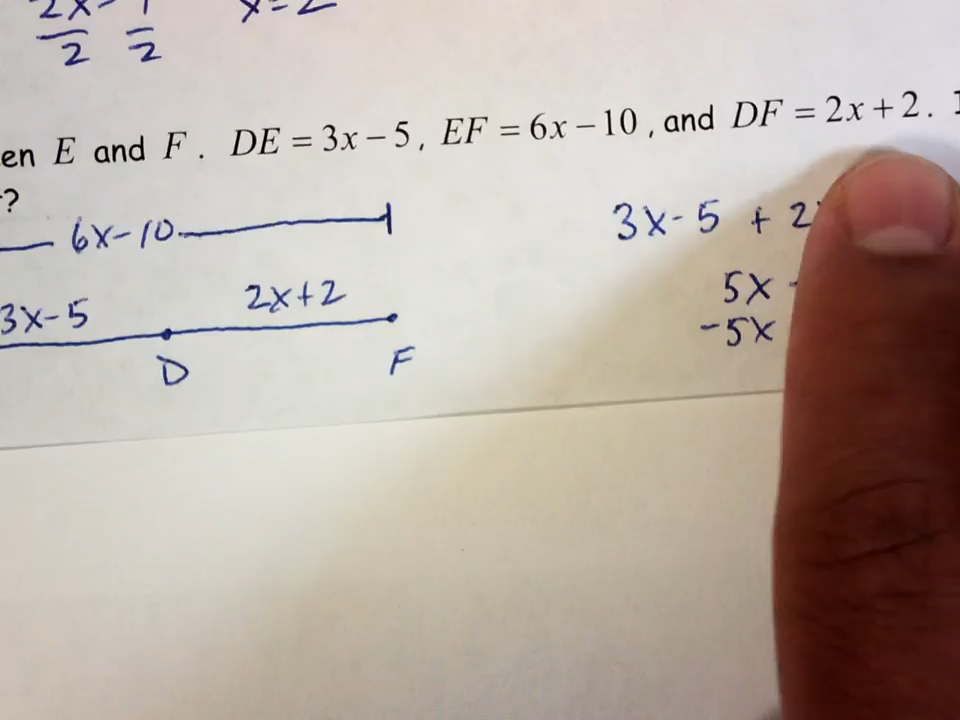 2x-
2 2
x=2
en E and F. DE = 3x-5, EF = 6x-10, and DF = 2x+2.
?
6x-10
3x-5 + 2
3x-5 2x+2
5x
-5x
D F